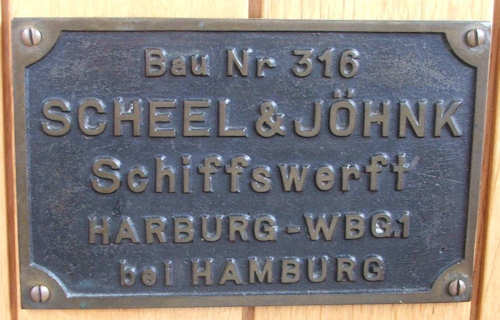 Bau Nr 316
SCHEEL & JÖHNK
Schiffswerft
HARBURG-WBG.1
bei HAMBURG